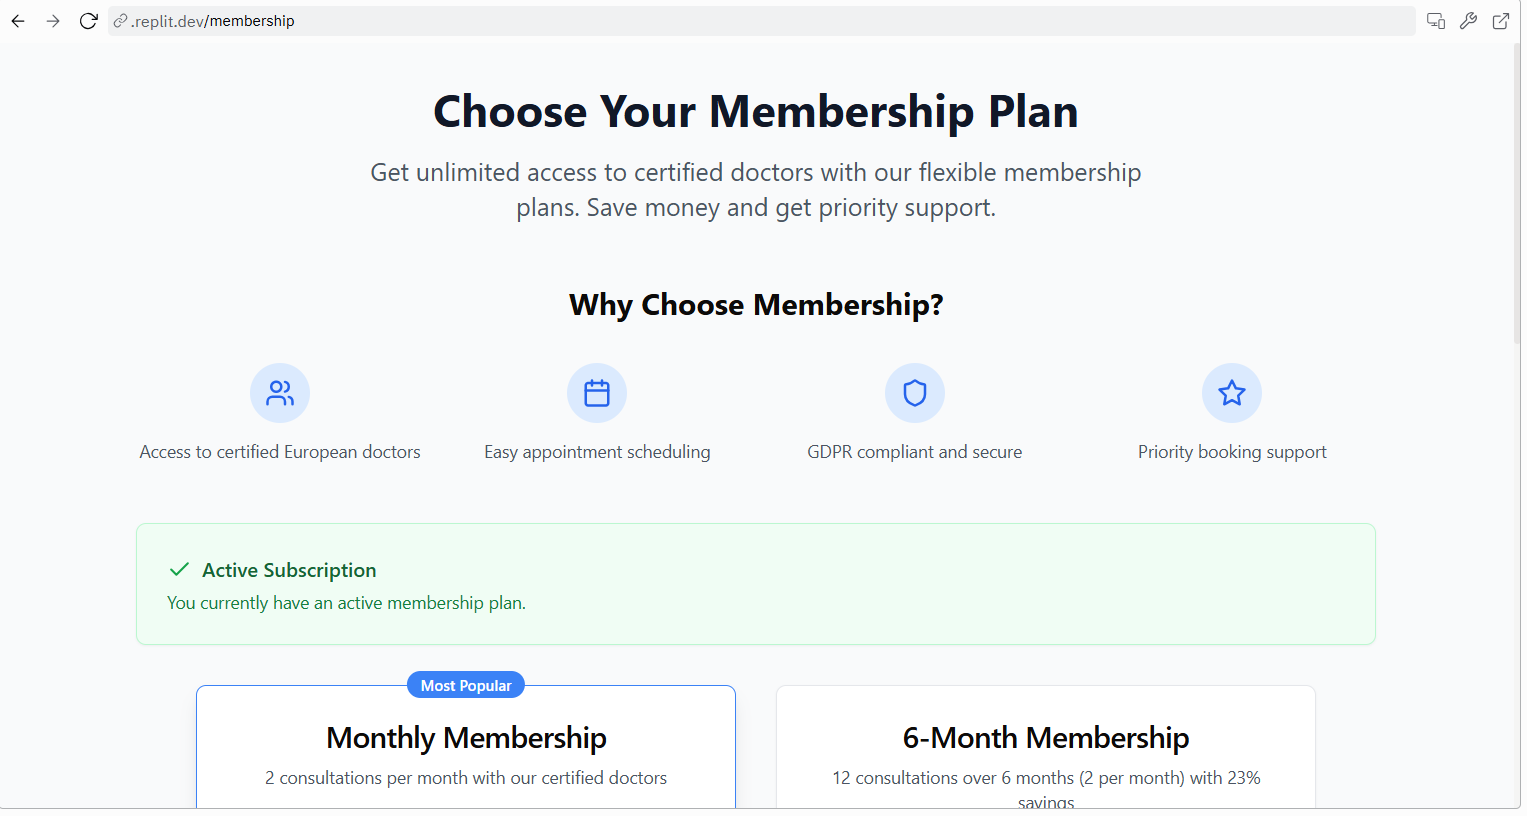 .replit.dev/membership
Choose Your Membership Plan
Get unlimited access to certified doctors with our flexible membership
plans. Save money and get priority support.
Why Choose Membership?
Access to certified European doctors
Easy appointment scheduling
GDPR compliant and secure
Priority booking support
Active Subscription
You currently have an active membership plan.
Most Popular
Monthly Membership
2 consultations per month with our certified doctors
6-Month Membership
12 consultations over 6 months (2 per month) with 23%
savings